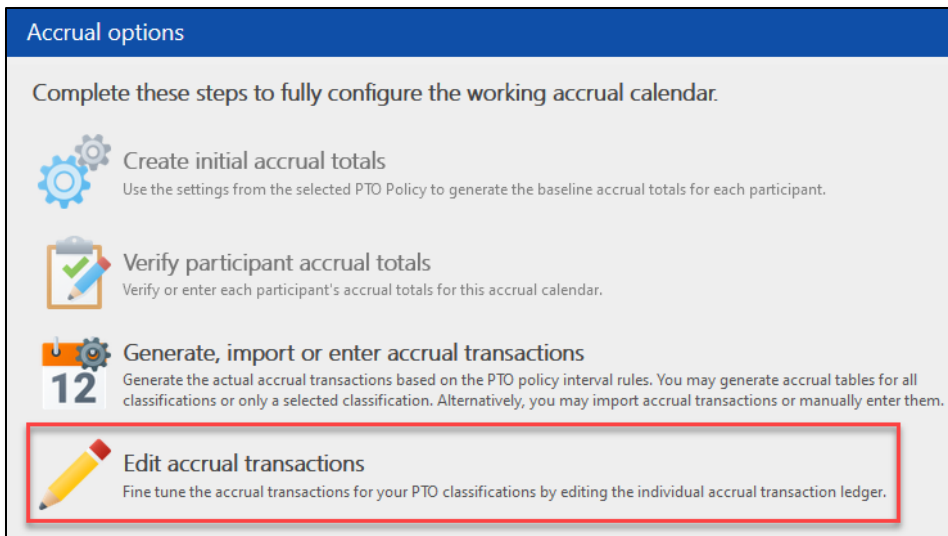 Accrual options
Complete these steps to fully configure the working accrual calendar.
Create initial accrual totals
Use the settings from the selected PTO Policy to generate the baseline accrual totals for each participant.
Verify participant accrual totals
Verify or enter each participant's accrual totals for this accrual calendar.
12
Generate, import or enter accrual transactions
Generate the actual accrual transactions based on the PTO policy interval rules. You may generate accrual tables for all
classifications or only a selected classification. Alternatively, you may import accrual transactions or manually enter them.
Edit accrual transactions
Fine tune the accrual transactions for your PTO classifications by editing the individual accrual transaction ledger.